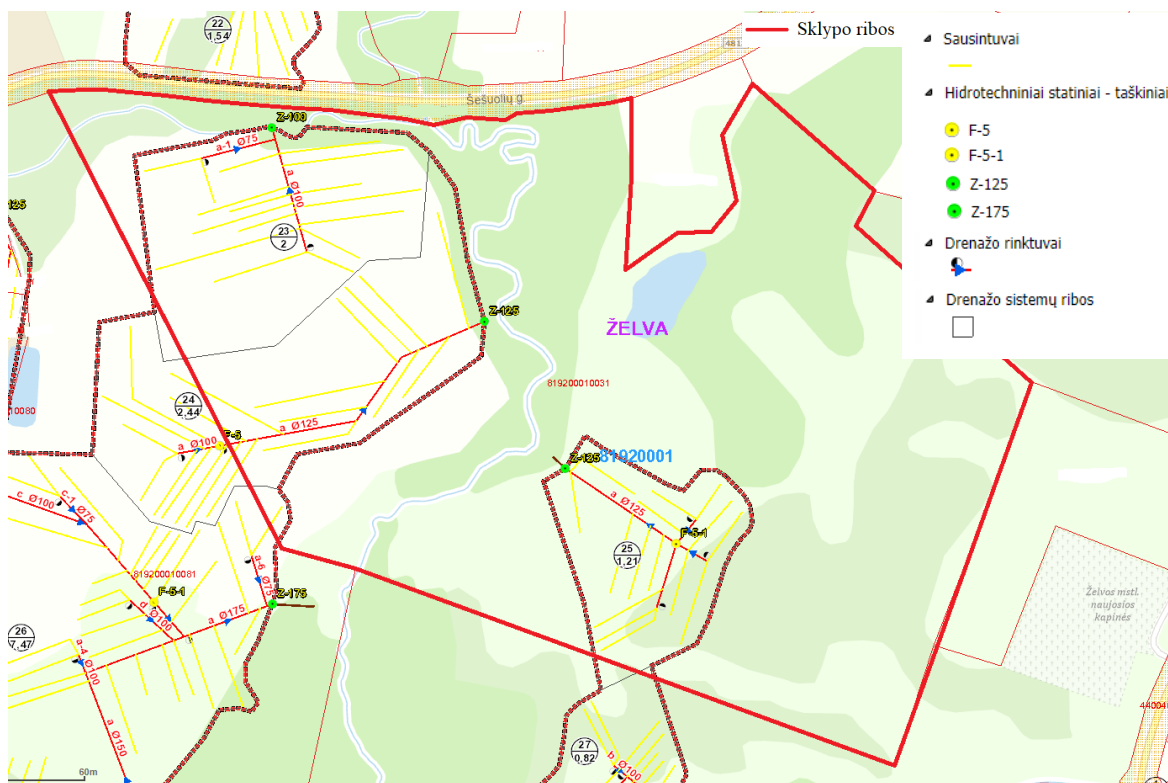 22
1,54
Sklypo ribos
481
Šešuolių g.
Sausintuvai
Hidrotechniniai statiniai - taškiniai
F-5
F-5-1
Z-125
Z-175
Drenažo rinktuvai
Drenažo sistemų ribos
Z-100
a-1 Ø75
a Ø100
125
23
2
Z-125
ŽELVA
819200010031
10080
24
2,44
a Ø100
F-5
a Ø125
Z-125
81920001
c Ø100
c-1 Ø75
a Ø125
F-5-1
25
1,21
819200010081
a-6 Ø75
F-5-1
Z-175
d Ø100
a Ø175
Želvos mstl.
naujosios
kapinės
26
7,47
a-4 Ø100
a Ø150
27
0,82
b Ø100
44004
60m